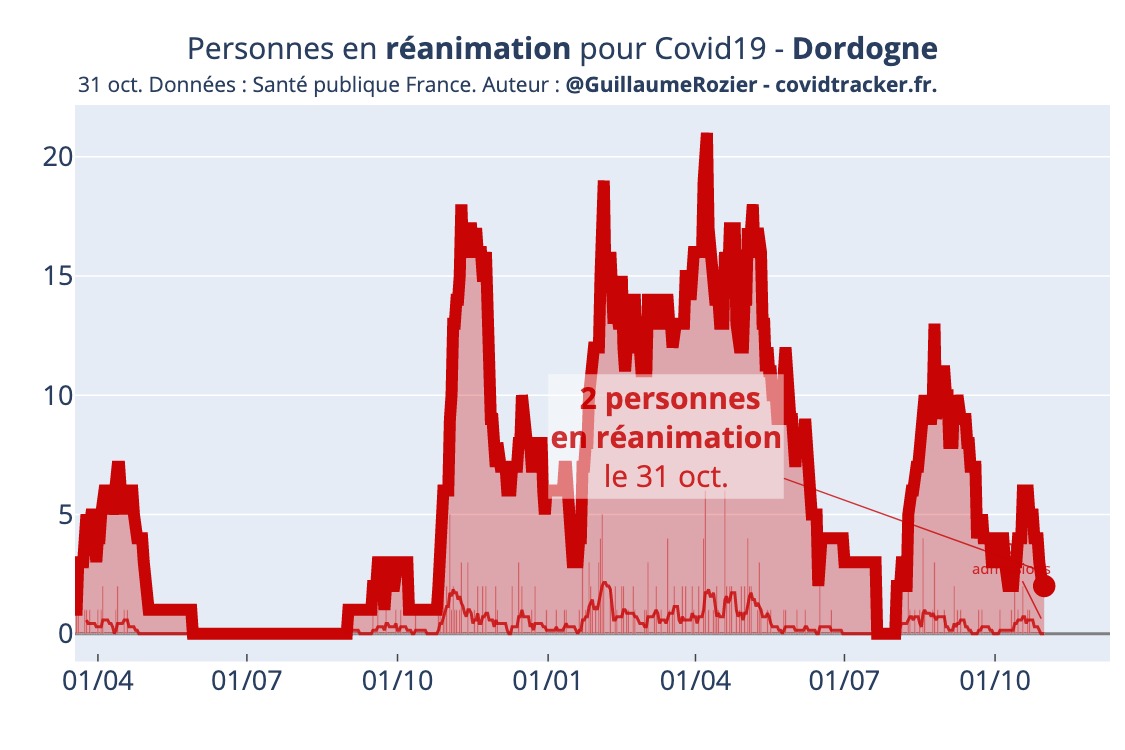 Personnes en réanimation pour Covid19 - Dordogne
31 oct. Données : Santé publique France. Auteur : @GuillaumeRozier - covidtracker.fr.
20
15
10
5
0
2 personnes
en réanimation
le 31 oct.
admissions
01/04
01/07
01/10
01/01
01/04
01/07
01/10